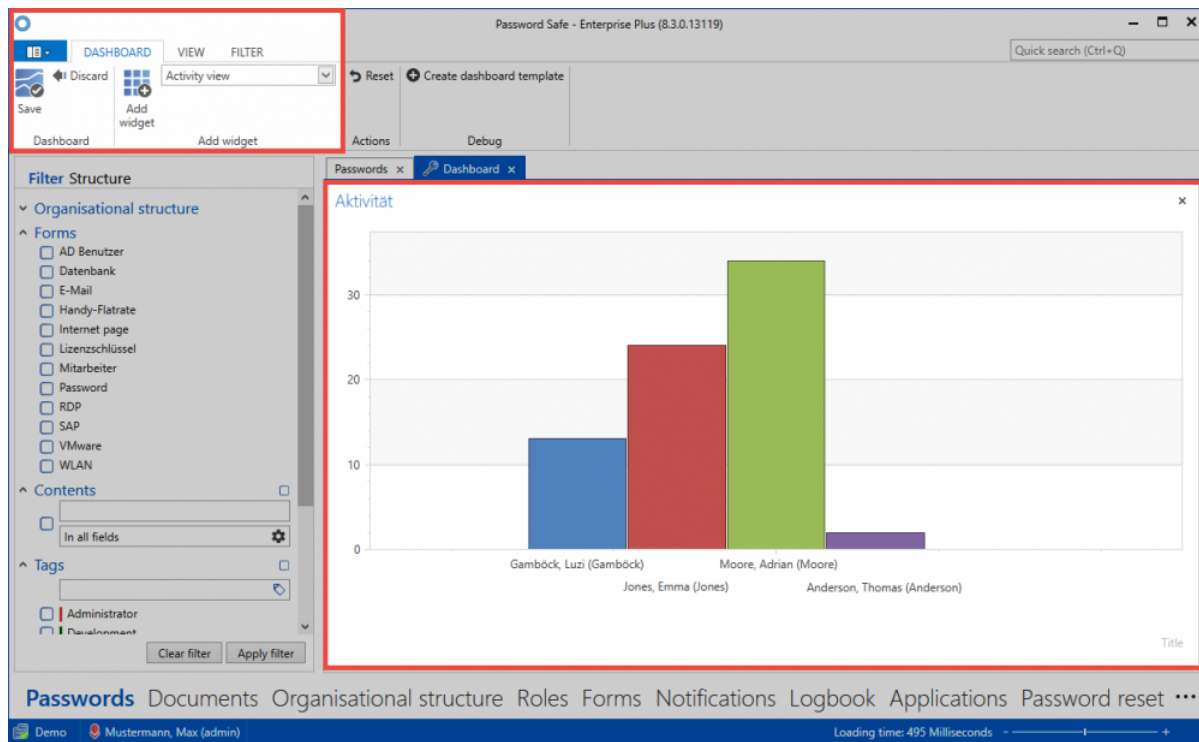 Password Safe - Enterprise Plus (8.3.0.13119)
DASHBOARD VIEW FILTER
Quick search (Ctrl+Q)
Discard
Activity view
Reset
Create dashboard template
Save
Add
widget
Dashboard
Add widget
Actions
Debug
Filter Structure
Organisational structure
Forms
AD Benutzer
Datenbank
E-Mail
Handy-Flatrate
Internet page
Lizenzschlüssel
Mitarbeiter
Password
RDP
SAP
VMware
WLAN
Contents
In all fields
Tags
Administrator
Development
Clear filter
Apply filter
Passwords x
Dashboard x
Aktivität
30
20
10
0
Gamböck, Luzi (Gamböck)
Moore, Adrian (Moore)
Jones, Emma (Jones)
Anderson, Thomas (Anderson)
Title
Passwords Documents Organisational structure Roles Forms Notifications Logbook Applications Password reset ...
Demo
Mustermann, Max (admin)
Loading time: 495 Milliseconds - +